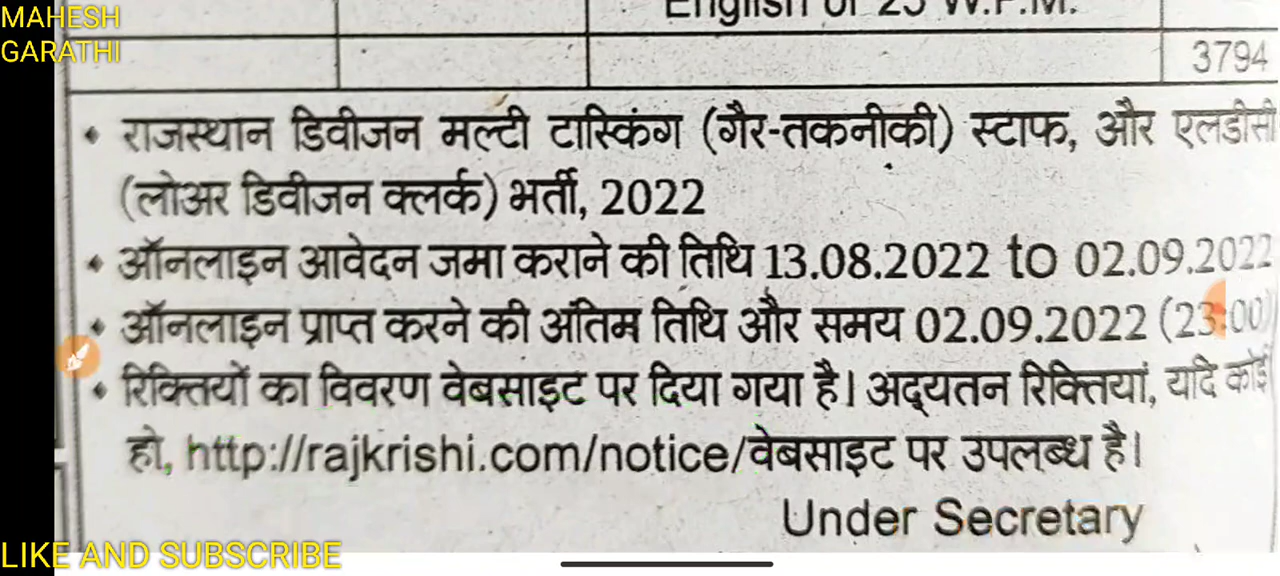 MAHESH
GARATHI
English or 25 W.P.M.
3794
• राजस्थान डिवीजन मल्टी टास्किंग (गैर-तकनीकी) स्टाफ, और एलडीसी
(लोअर डिवीजन क्लर्क) भर्ती, 2022
• ऑनलाइन आवेदन जमा कराने की तिथि 13.08.2022 to 02.09.2022
• ऑनलाइन प्राप्त करने की अंतिम तिथि और समय 02.09.2022 (23:00)
• रिक्तियों का विवरण वेबसाइट पर दिया गया है। अद्यतन रिक्तियां, यदि कोई
हो, http://rajkrishi.com/notice/वेबसाइट पर उपलब्ध है।
Under Secretary
LIKE AND SUBSCRIBE